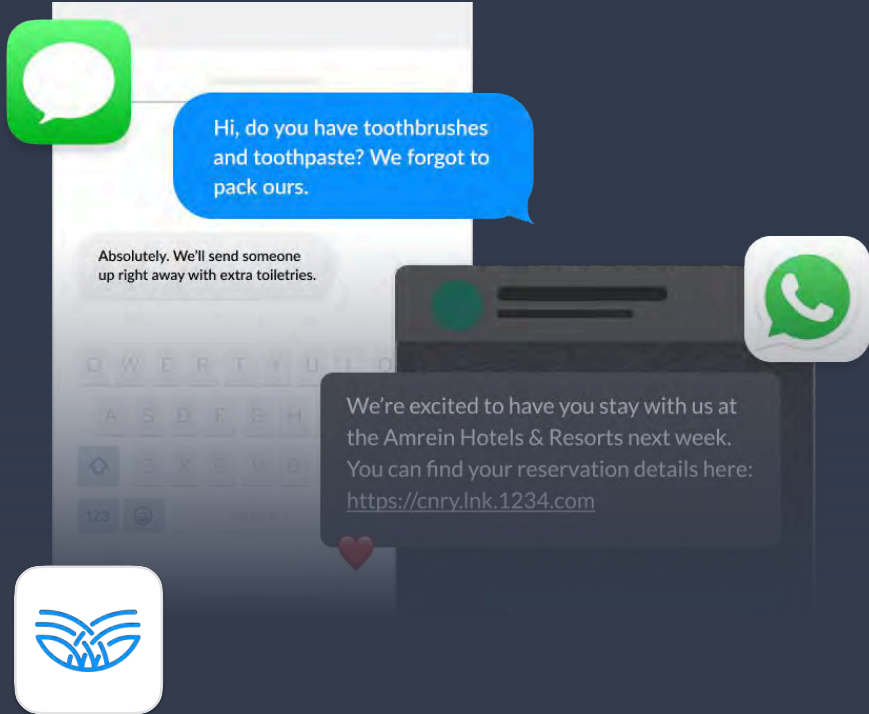 Hi, do you have toothbrushes
and toothpaste? We forgot to
pack ours.
Absolutely. We'll send someone
up right away with extra toiletries.
Q W E R T Y U I O
A S D F G H
We're excited to have you stay with us at
the Amrein Hotels & Resorts next week.
You can find your reservation details here:
https://cnry.lnk.1234.com
123